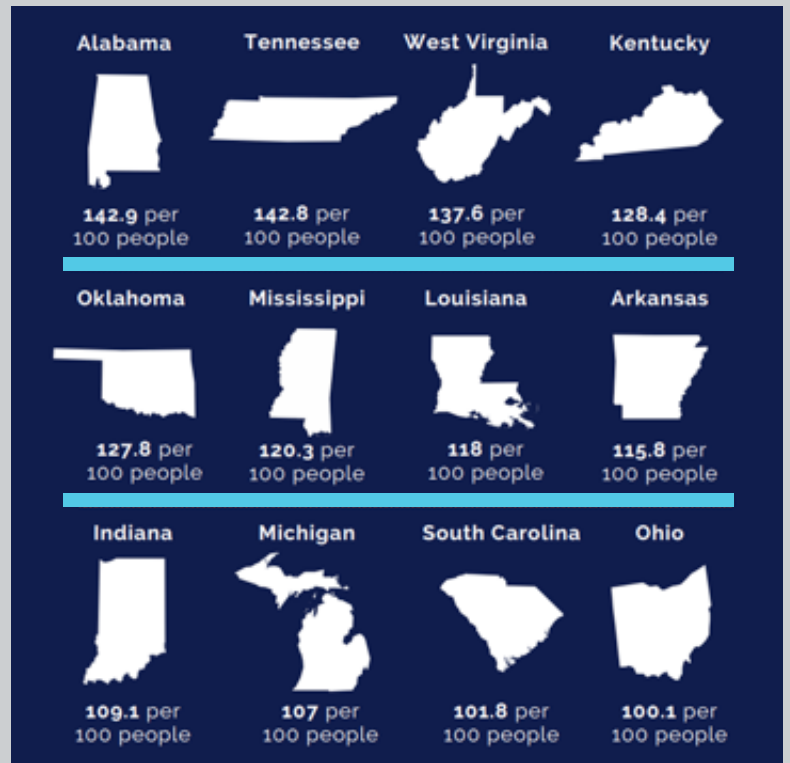 Alabama
Tennessee
West Virginia
Kentucky
142.9 per
100 people
142.8 per
100 people
137.6 per
100 people
128.4 per
100 people
Oklahoma
Mississippi
Louisiana
Arkansas
127.8 per
100 people
120.3 per
100 people
118 per
100 people
115.8 per
100 people
Indiana
Michigan
South Carolina
Ohio
109.1 per
100 people
107 per
100 people
101.8 per
100 people
100.1 per
100 people